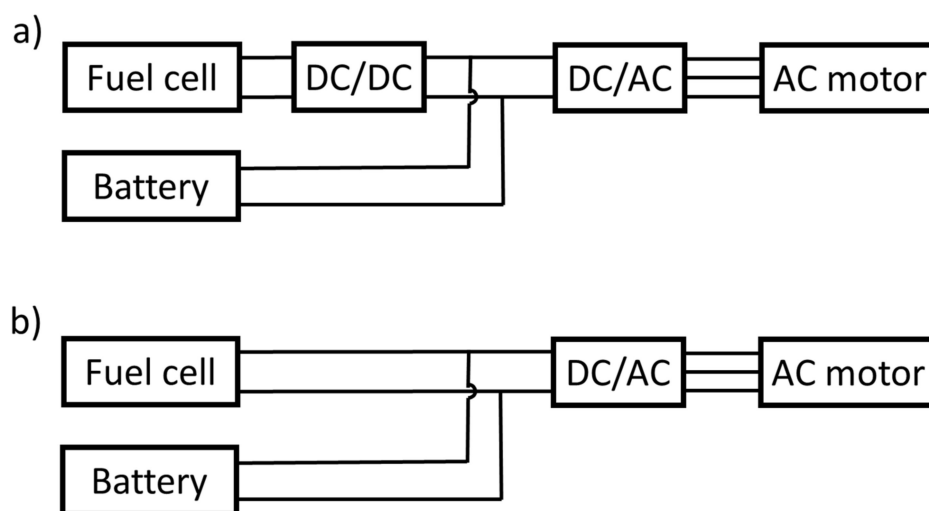 a)
Fuel cell DC/DC DC/AC AC motor
Battery
b)
Fuel cell DC/AC AC motor
Battery